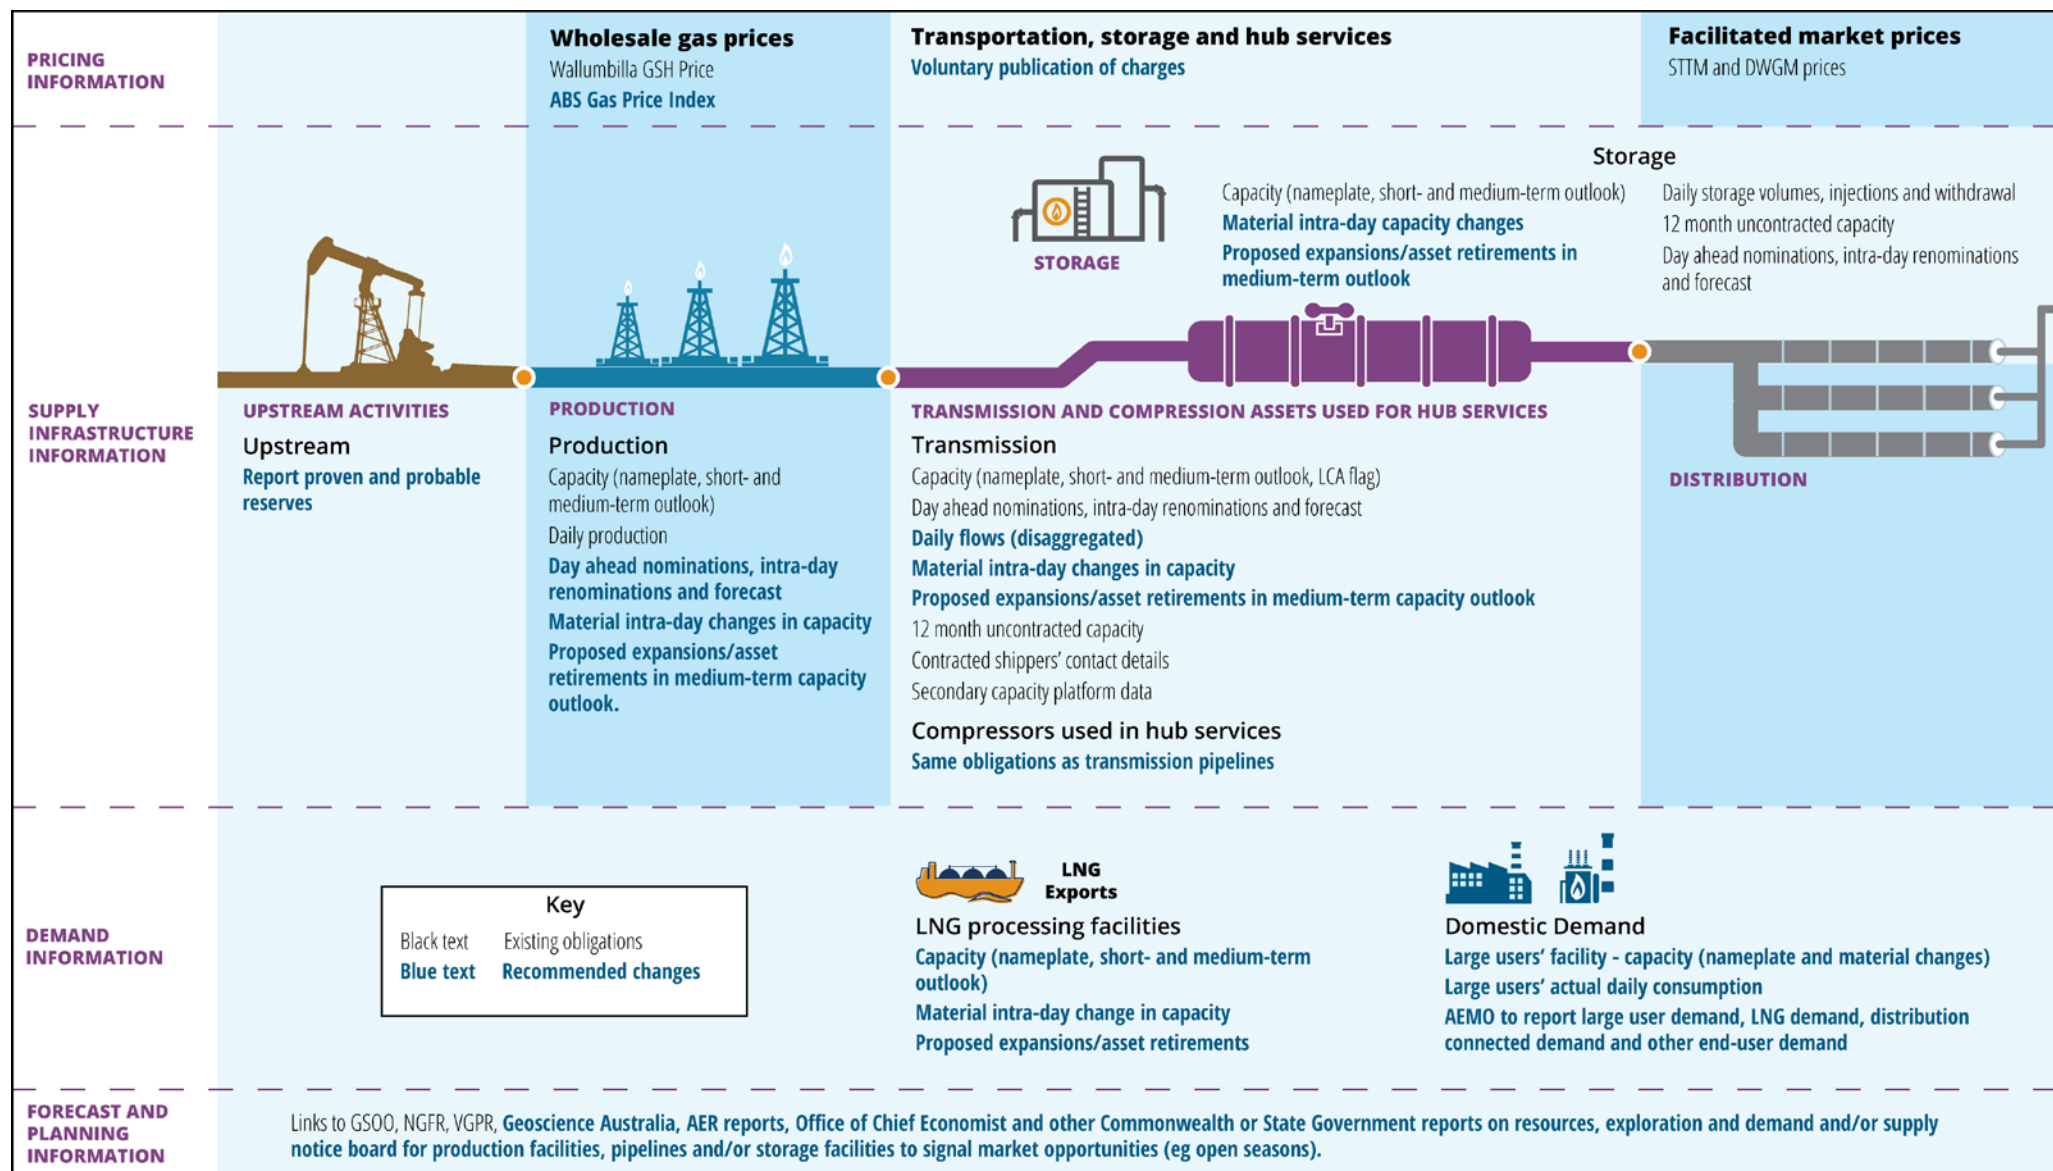 PRICING
INFORMATION
Wholesale gas prices
Wallumbilla GSH Price
ABS Gas Price Index
Transportation, storage and hub services
Voluntary publication of charges
Facilitated market prices
STTM and DWGM prices
SUPPLY
INFRASTRUCTURE
INFORMATION
STORAGE
Storage
Capacity (nameplate, short- and medium-term outlook)
Material intra-day capacity changes
Proposed expansions/asset retirements in
medium-term outlook
Daily storage volumes, injections and withdrawal
12 month uncontracted capacity
Day ahead nominations, intra-day renominations
and forecast
UPSTREAM ACTIVITIES
Upstream
Report proven and probable
reserves
PRODUCTION
Production
Capacity (nameplate, short- and
medium-term outlook)
Daily production
Day ahead nominations, intra-day
renominations and forecast
Material intra-day changes in capacity
Proposed expansions/asset
retirements in medium-term capacity
outlook.
TRANSMISSION AND COMPRESSION ASSETS USED FOR HUB SERVICES
Transmission
Capacity (nameplate, short- and medium-term outlook, LCA flag)
Day ahead nominations, intra-day renominations and forecast
Daily flows (disaggregated)
Material intra-day changes in capacity
Proposed expansions/asset retirements in medium-term capacity outlook
12 month uncontracted capacity
Contracted shippers' contact details
Secondary capacity platform data
Compressors used in hub services
Same obligations as transmission pipelines
DISTRIBUTION
DEMAND
INFORMATION
Key
Black text Existing obligations
Blue text Recommended changes
LNG
Exports
LNG processing facilities
Capacity (nameplate, short- and medium-term
outlook)
Material intra-day change in capacity
Proposed expansions/asset retirements
Domestic Demand
Large users' facility - capacity (nameplate and material changes)
Large users' actual daily consumption
AEMO to report large user demand, LNG demand, distribution
connected demand and other end-user demand
FORECAST AND
PLANNING
INFORMATION
Links to GSOO, NGFR, VGPR, Geoscience Australia, AER reports, Office of Chief Economist and other Commonwealth or State Government reports on resources, exploration and demand and/or supply
notice board for production facilities, pipelines and/or storage facilities to signal market opportunities (eg open seasons).